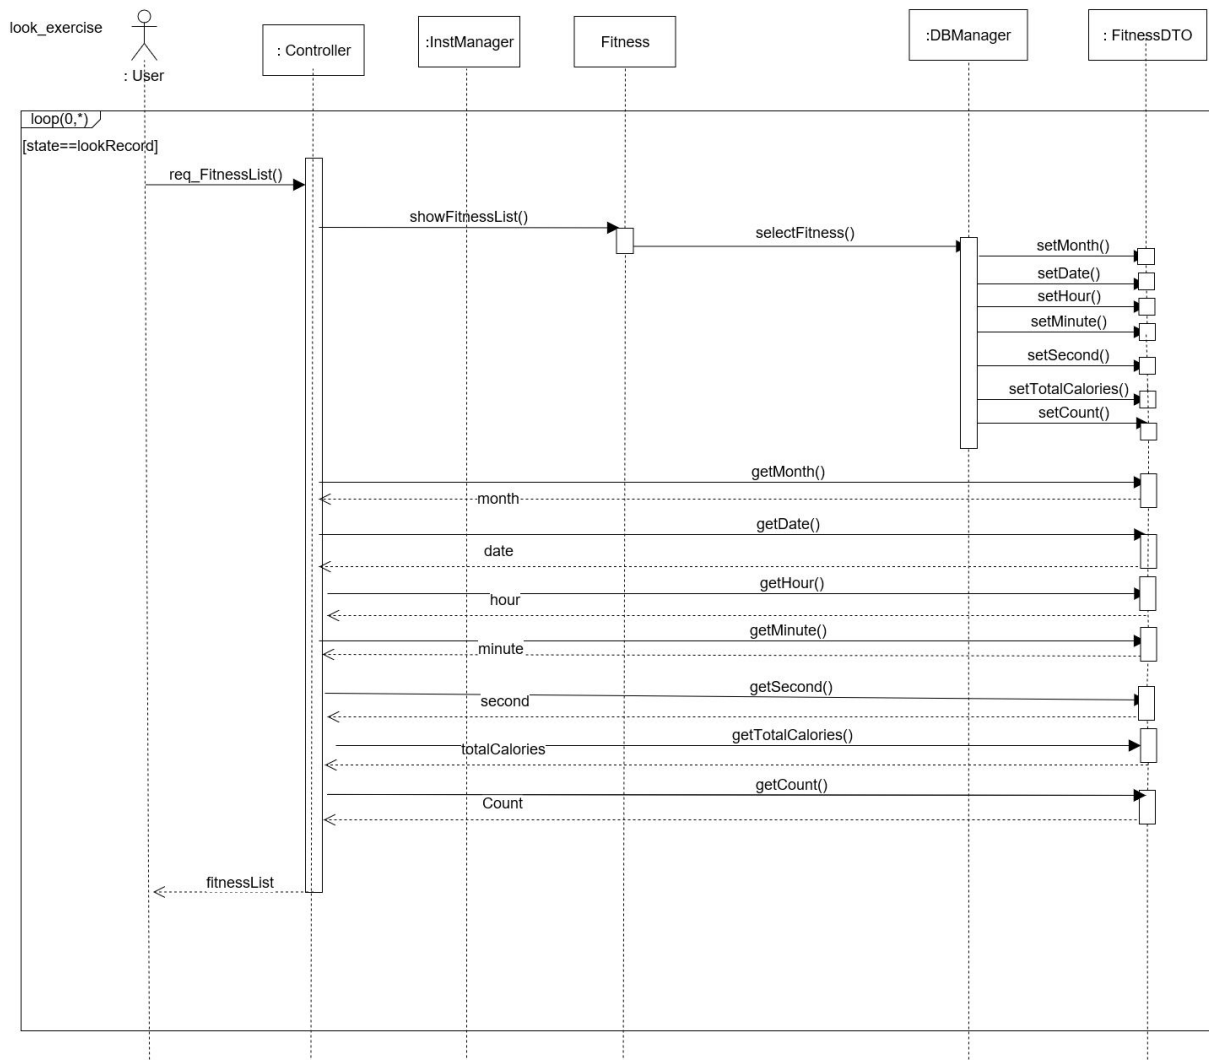 look_exercise
: User
: Controller
:InstManager
Fitness
:DBManager
: FitnessDTO
loop(0,*)
[state==lookRecord]
req_FitnessList()
showFitnessList()
selectFitness()
setMonth()
setDate()
setHour()
setMinute()
setSecond()
setTotalCalories()
setCount()
getMonth()
month
getDate()
date
getHour()
hour
getMinute()
minute
getSecond()
second
getTotalCalories()
totalCalories
getCount()
Count
fitnessList